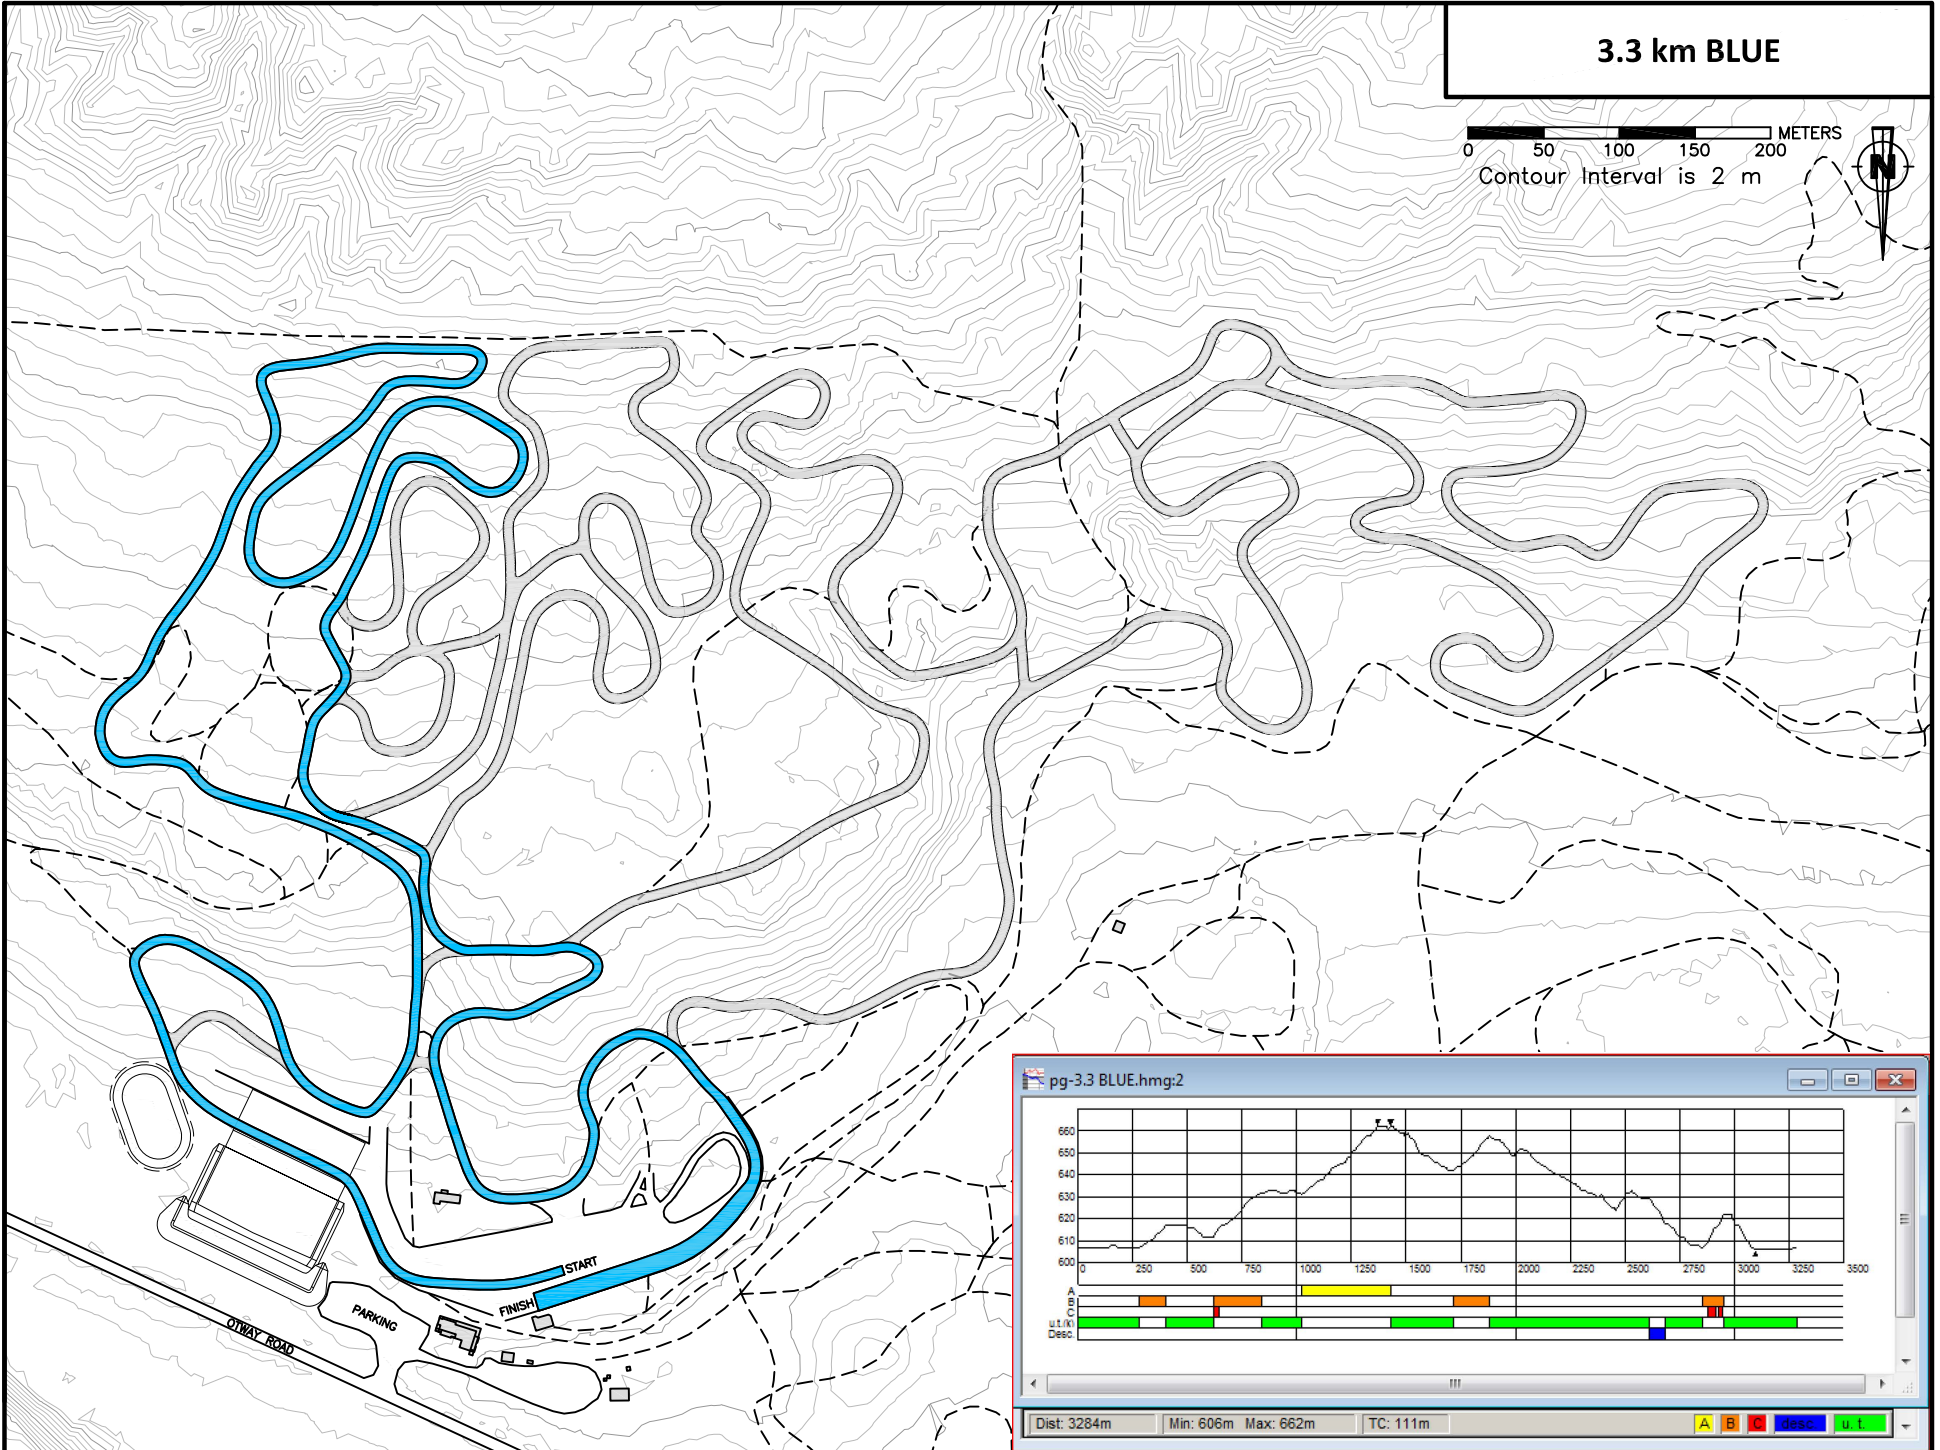 3.3 km BLUE
METERS
0 50 100 150 200
Contour Interval is 2 m
N
START
FINISH
PARKING
OTWAY ROAD
pg-3.3 BLUE.hmg:2
660
650
640
630
620
610
600
0 250 500 750 1000 1250 1500 1750 2000 2250 2500 2750 3000 3250 3500
A
B
C
u.t.(k)
Desc.
Dist: 3284m Min: 606m Max: 662m TC: 111m A B C desc. u. t.